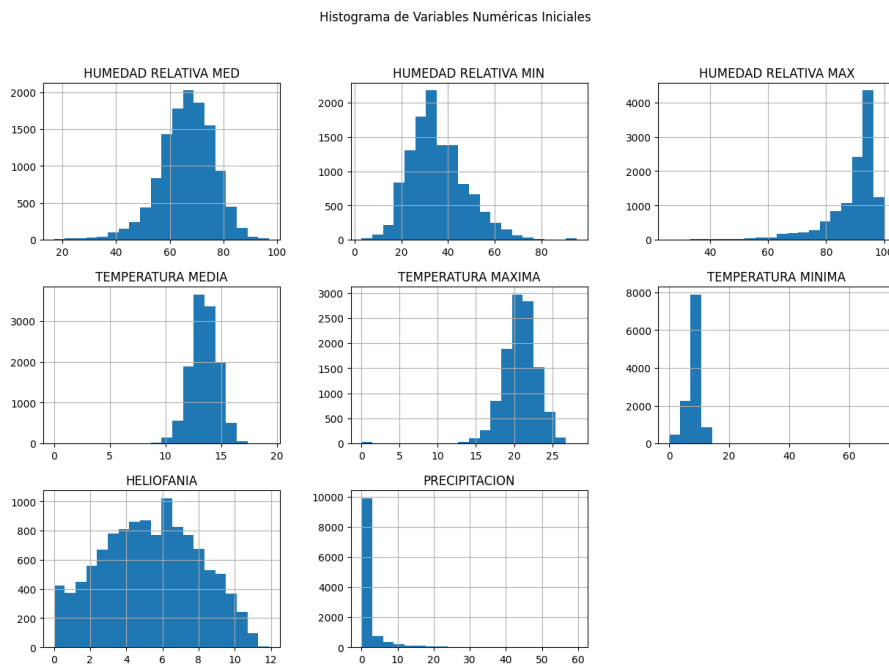 Histograma de Variables Numéricas Iniciales
HUMEDAD RELATIVA MED
2000
1500
1000
500
0
20 40 60 80 100
HUMEDAD RELATIVA MIN
2000
1500
1000
500
0
0 20 40 60 80
HUMEDAD RELATIVA MAX
4000
3000
2000
1000
0
40 60 80 100
TEMPERATURA MEDIA
3000
2000
1000
0
0 5 10 15 20
TEMPERATURA MAXIMA
3000
2500
2000
1500
1000
500
0
0 5 10 15 20 25
TEMPERATURA MINIMA
8000
6000
4000
2000
0
0 20 40 60
HELIOFANIA
1000
800
600
400
200
0
0 2 4 6 8 10 12
PRECIPITACION
10000
8000
6000
4000
2000
0
0 10 20 30 40 50 60